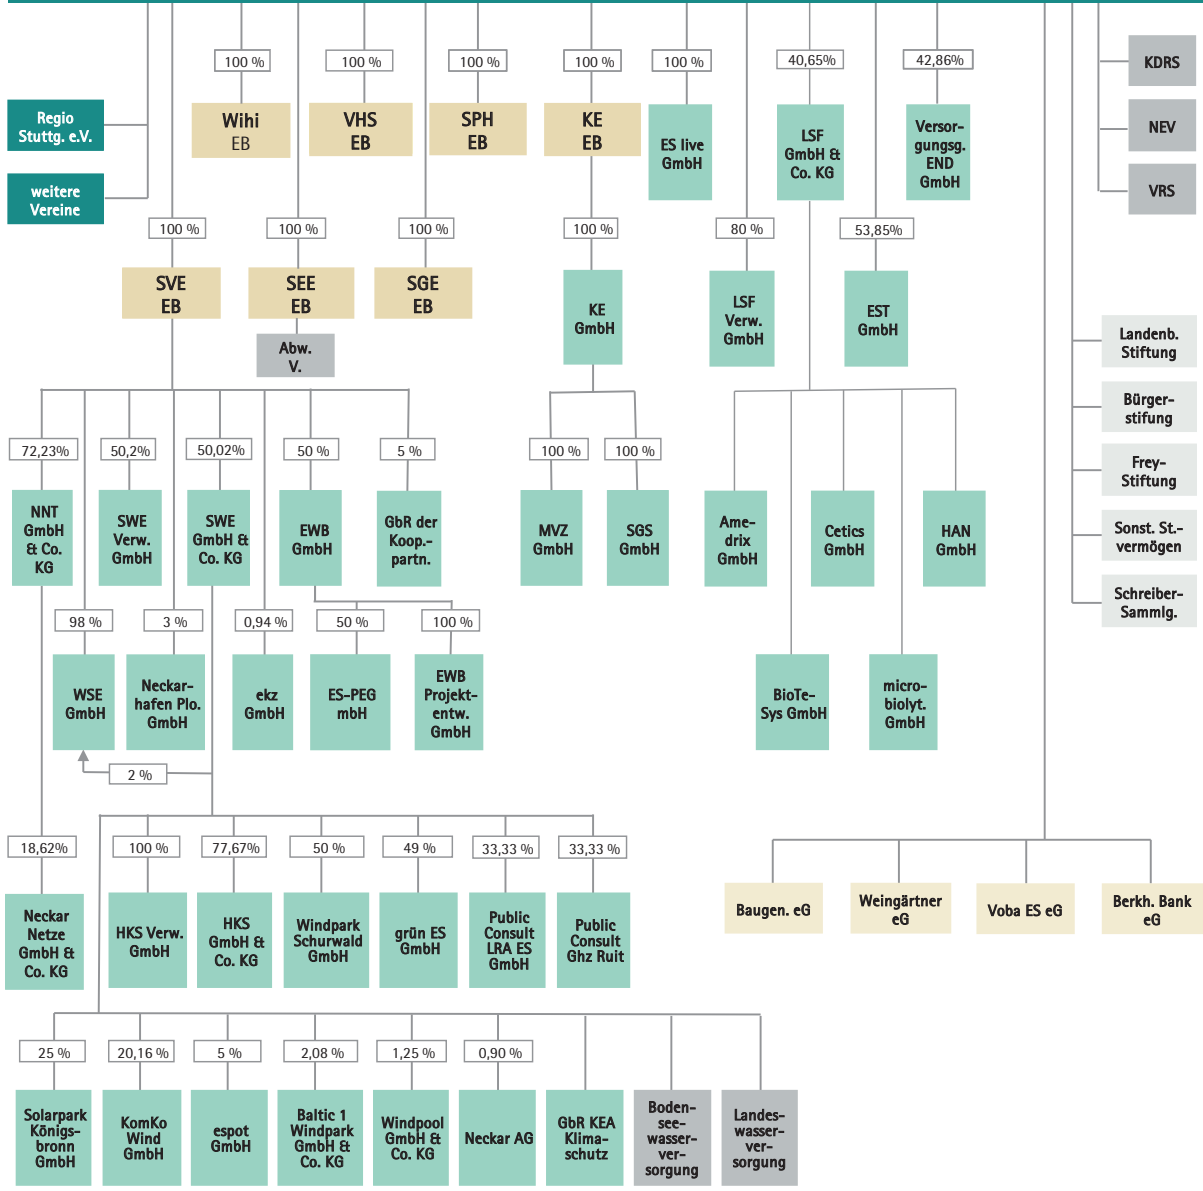 100 %
100 %
100 %
100 %
100 %
40,65%
42,86%
KDRS
Regio
Stuttg. e.V.
Wihi
EB
VHS
EB
SPH
EB
KE
EB
ES live
GmbH
LSF
GmbH &
Co. KG
Versor-
gungsg.
END
GmbH
NEV
weitere
Vereine
VRS
100 %
100 %
100 %
100 %
80 %
53,85%
SVE
EB
SEE
EB
SGE
EB
KE
GmbH
LSF
Verw.
GmbH
EST
GmbH
Abw.
V.
Landenb.
Stiftung
Bürger-
stifung
Frey-
Stiftung
Sonst. St.-
vermögen
Schreiber-
Sammlg.
72,23%
50,2%
50,02%
50 %
5 %
100 %
100 %
NNT
GmbH
& Co.
KG
SWE
Verw.
GmbH
SWE
GmbH &
Co. KG
EWB
GmbH
GbR der
Koop.-
partn.
MVZ
GmbH
SGS
GmbH
Ame-
drix
GmbH
Cetics
GmbH
HAN
GmbH
98 %
3 %
0,94 %
50 %
100 %
WSE
GmbH
Neckar-
hafen Plo.
GmbH
ekz
GmbH
ES-PEG
mbH
EWB
Projekt-
entw.
GmbH
BioTe-
Sys GmbH
micro-
biolyt.
GmbH
2 %
18,62%
100 %
77,67%
50 %
49 %
33,33 %
33,33 %
Neckar
Netze
GmbH &
Co. KG
HKS Verw.
GmbH
HKS
GmbH &
Co. KG
Windpark
Schurwald
GmbH
grün ES
GmbH
Public
Consult
LRA ES
GmbH
Public
Consult
Ghz Ruit
Baugen. eG
Weingärtner
eG
Voba ES eG
Berkh. Bank
eG
25 %
20,16 %
5 %
2,08 %
1,25 %
0,90 %
Solarpark
Königs-
bronn
GmbH
KomKo
Wind
GmbH
espot
GmbH
Baltic 1
Windpark
GmbH &
Co. KG
Windpool
GmbH &
Co. KG
Neckar AG
GbR KEA
Klima-
schutz
Boden-
see-
wasser-
ver-
sorgung
Landes-
wasser-
ver-
sorgung